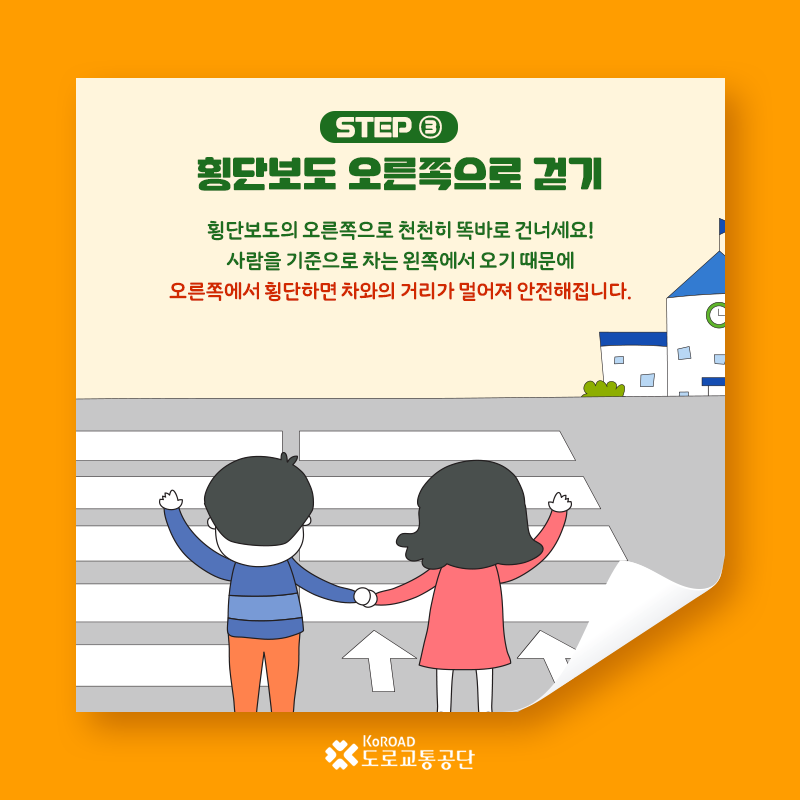 STEP 3
횡단보도 오른쪽으로 걷기
횡단보도의 오른쪽으로 천천히 똑바로 건너세요!
사람을 기준으로 차는 왼쪽에서 오기 때문에
오른쪽에서 횡단하면 차와의 거리가 멀어져 안전해집니다.
KoROAD
도로교통공단